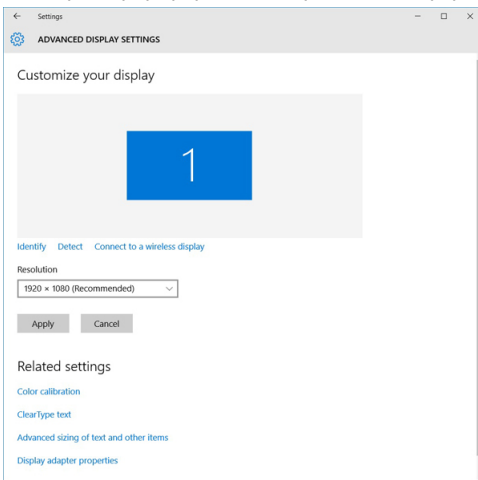 Settings
ADVANCED DISPLAY SETTINGS
Customize your display
1
Identify Detect Connect to a wireless display
Resolution
1920 × 1080 (Recommended)
Apply Cancel
Related settings
Color calibration
ClearType text
Advanced sizing of text and other items
Display adapter properties